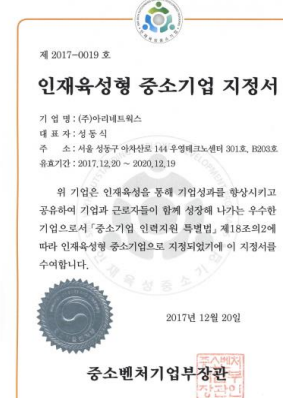 제 2017-0019 호
인재육성형 중소기업 지정서
기 업 명 : (주)아리네트웍스
대 표 자 : 성동식
주 소 : 서울 성동구 아차산로 144 우영테크노센터 301호, B203호
유효기간 : 2017.12.20 ~ 2020.12.19
위 기업은 인재육성을 통해 기업성과를 향상시키고
공유하여 기업과 근로자들이 함께 성장해 나가는 우수한
기업으로서「중소기업 인력지원 특별법」제18조의2에
따라 인재육성형 중소기업으로 지정되었기에 이 지정서를
수여합니다.
2017년 12월 20일
중소벤처기업부장관